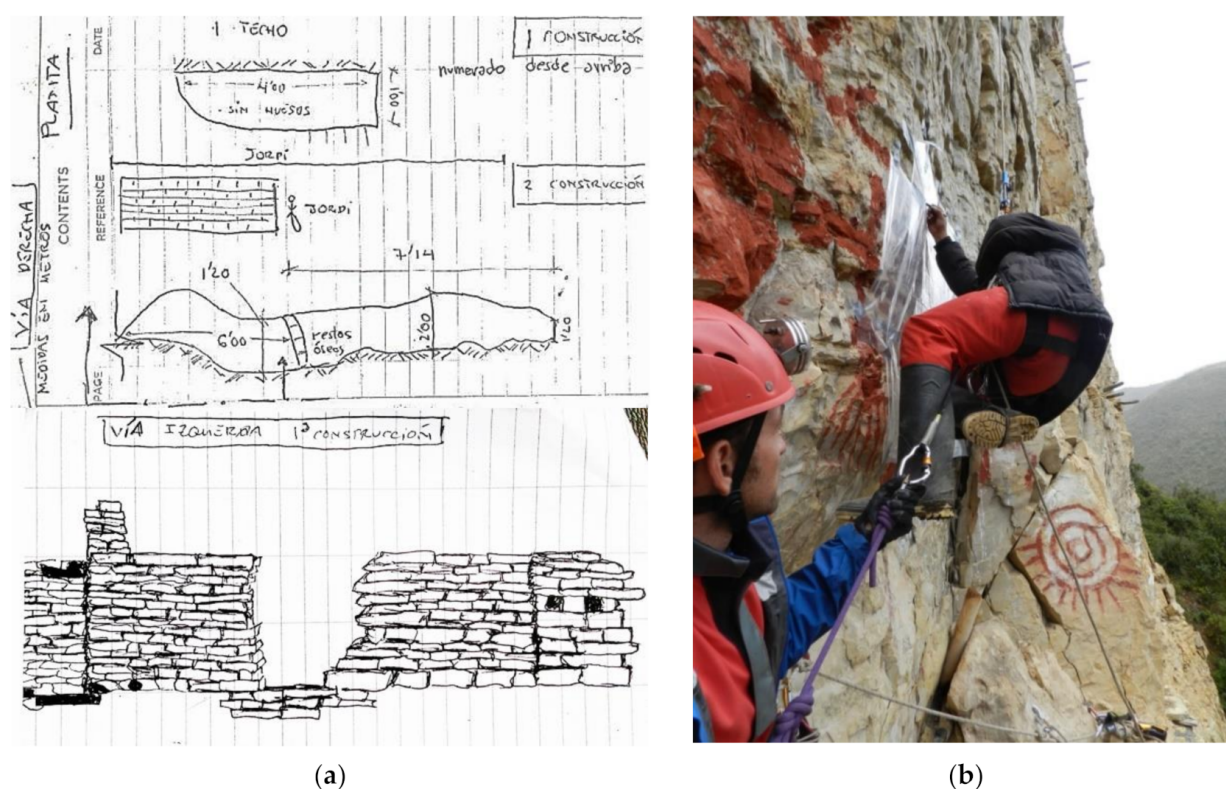 1 TECHO
1 CONSTRUCCIÓN
numerado desde arriba
4'00
1'00
SIN HUESOS
JORDI
2 CONSTRUCCIÓN
JORDI
7'14
1'20
6'00
restos
óseos
2'00
1'20
VÍA DERECHA
MEDIDAS EN METROS
PLANTA
CONTENTS
DATE
REFERENCE
PAGE
VÍA IZQUERDA 1ª CONSTRUCCIÓN
(a)
(b)